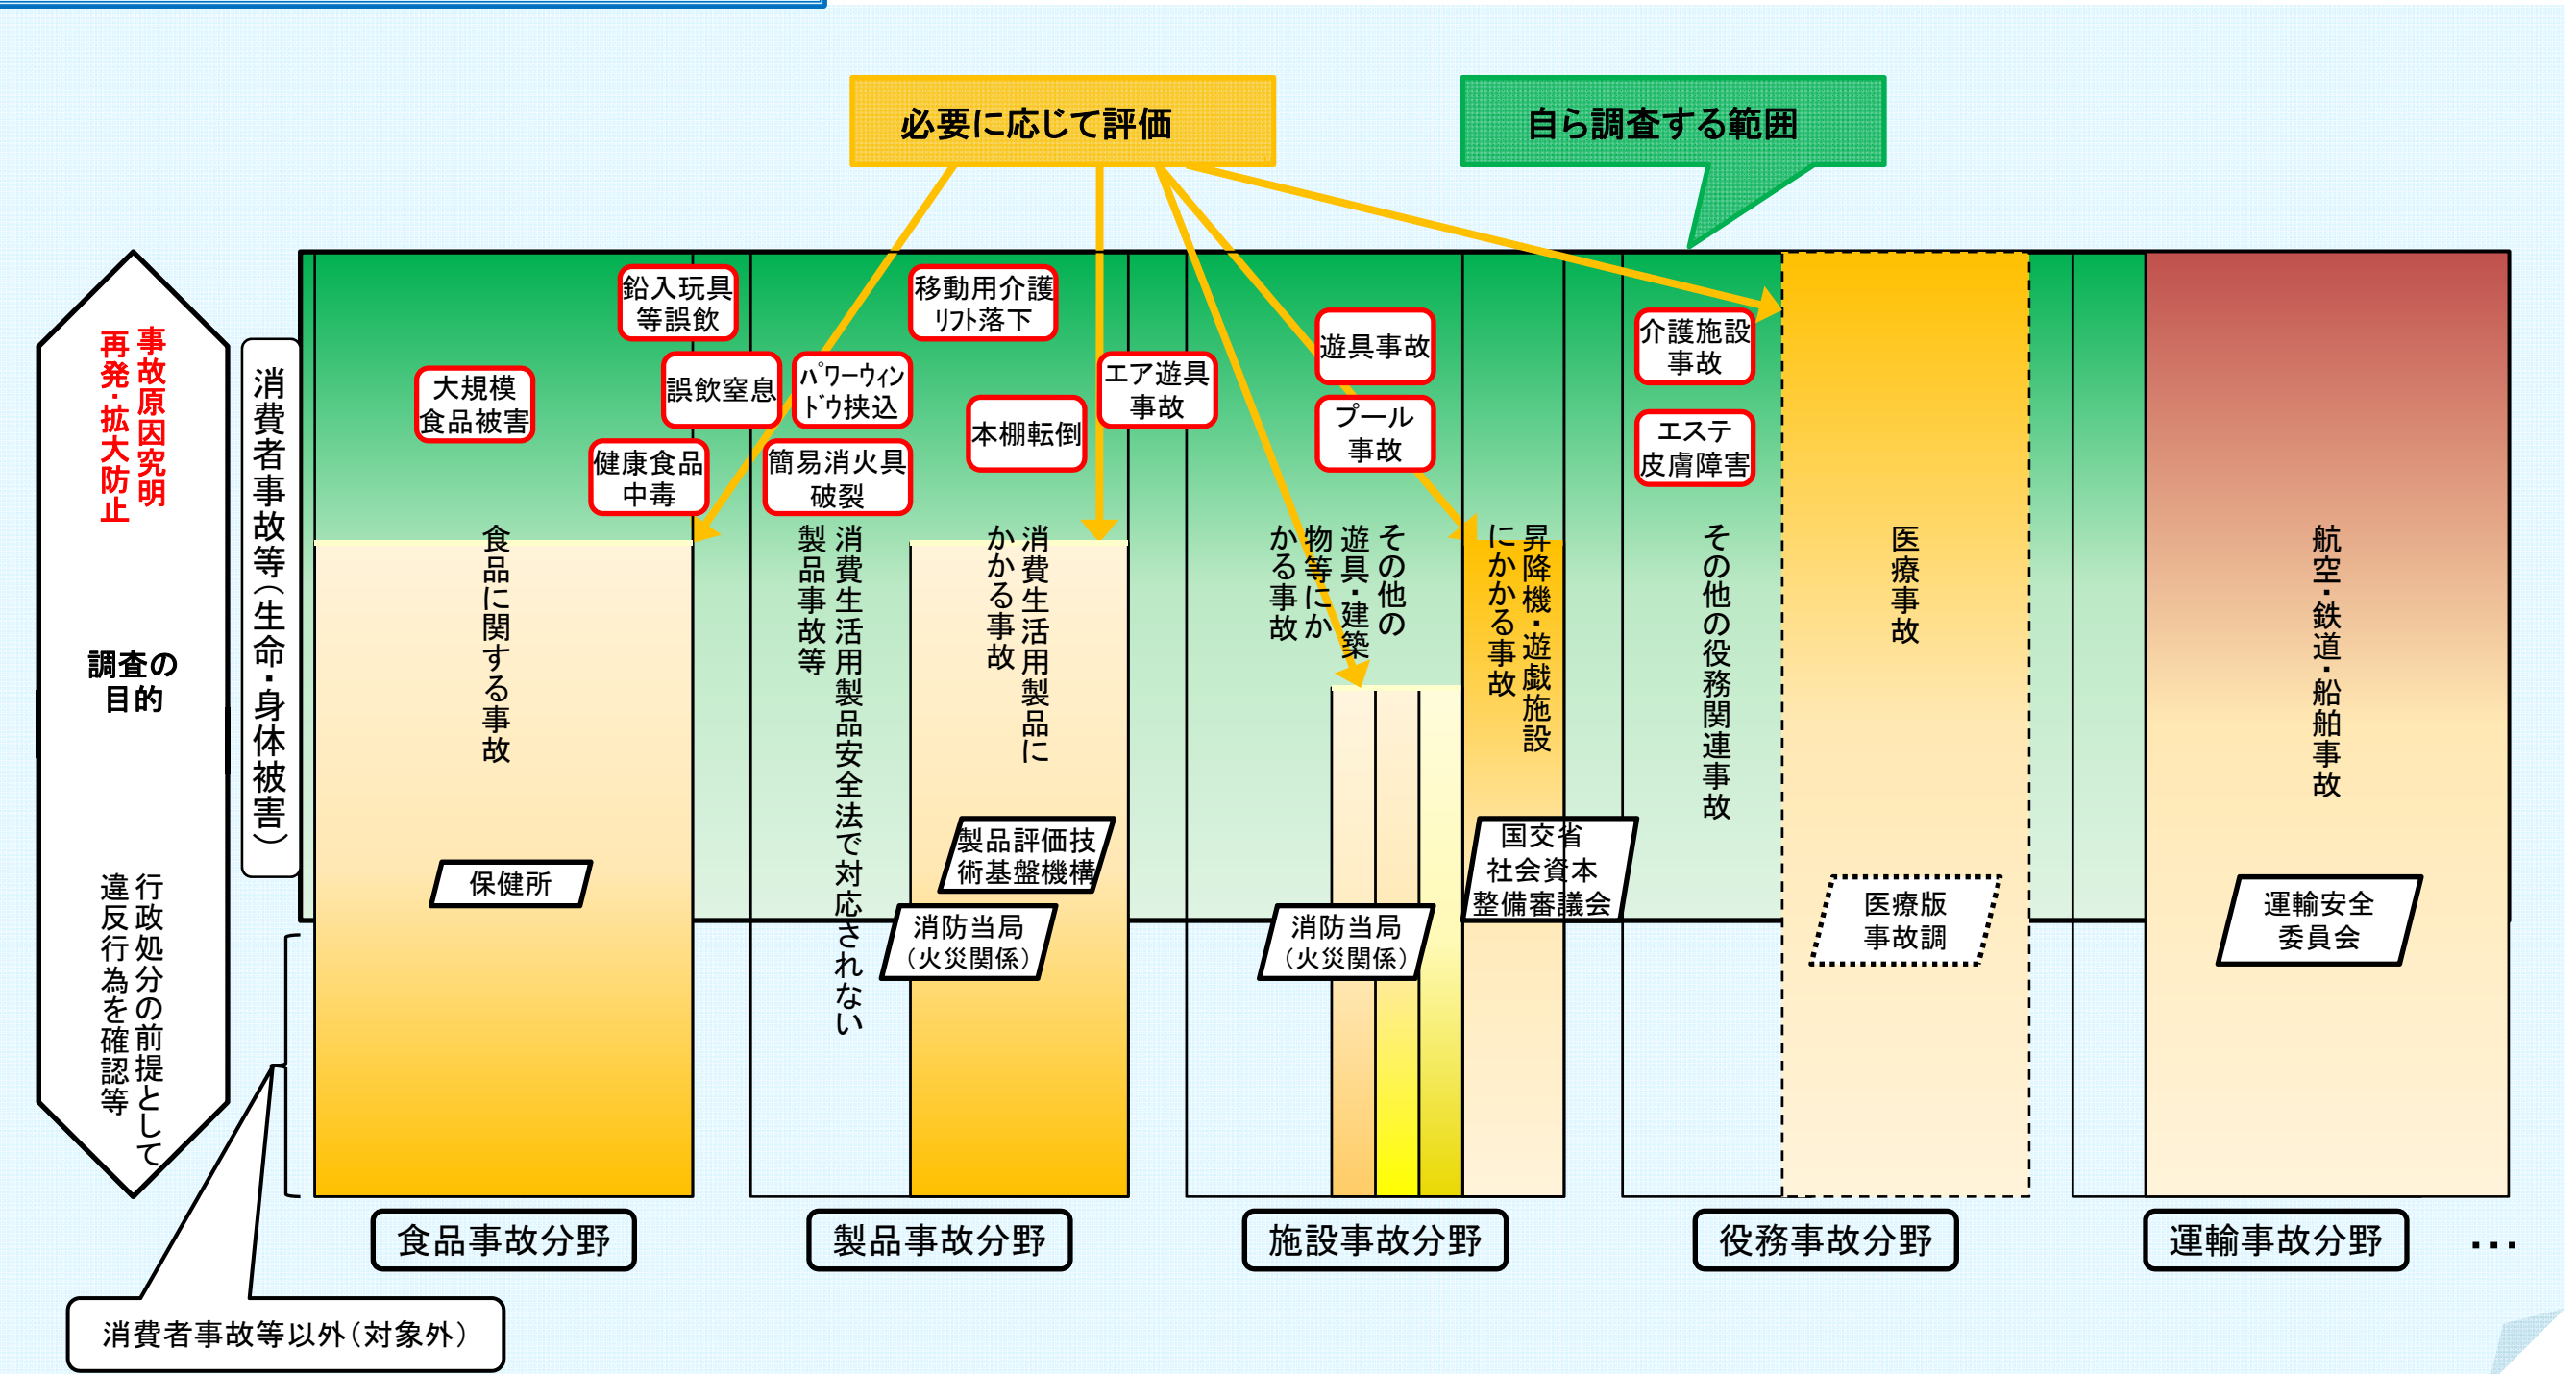 必要に応じて評価
自ら調査する範囲
事故原因究明
再発・拡大防止
調査の
目的
行政処分の前提として
違反行為を確認等
消費者事故等（生命・身体被害）
大規模
食品被害
鉛入玩具
等誤飲
誤飲窒息
健康食品
中毒
パワーウィン
ドウ挟込
簡易消火具
破裂
移動用介護
リフト落下
本棚転倒
エア遊具
事故
遊具事故
プール
事故
介護施設
事故
エステ
皮膚障害
食品に関する事故
消費生活用製品安全法で対応されない
製品事故等
消費生活用製品に
かかる事故
その他の
遊具・建築
物等にか
かる事故
昇降機・遊戯施設
にかかる事故
その他の役務関連事故
医療事故
航空・鉄道・船舶事故
保健所
製品評価技
術基盤機構
消防当局
（火災関係）
消防当局
（火災関係）
国交省
社会資本
整備審議会
医療版
事故調
運輸安全
委員会
食品事故分野
製品事故分野
施設事故分野
役務事故分野
運輸事故分野
・・・
消費者事故等以外（対象外）